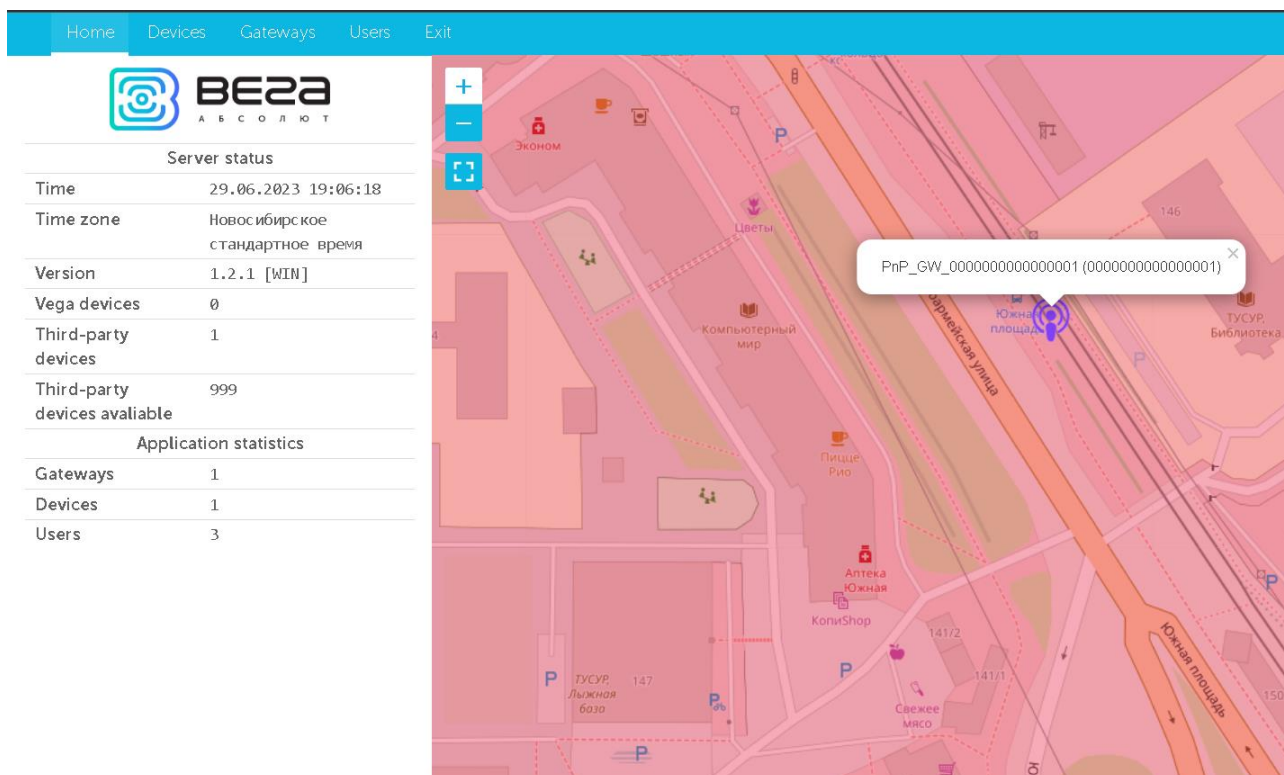 Home Devices Gateways Users Exit
ВЕГА
АБСОЛЮТ
Server status
Time 29.06.2023 19:06:18
Time zone Новосибирское
стандартное время
Version 1.2.1 [WIN]
Vega devices 0
Third-party
devices 1
Third-party
devices avaliable 999
Application statistics
Gateways 1
Devices 1
Users 3
+
−
Эконом
P
Цветы
146
PnP_GW_0000000000000001 (0000000000000001) ×
Южная
площадь
ТУСУР,
Библиотека
Компьютерный
мир
4
P
Пицце
Рио
Аптека
Южная
КопиShop
141/2
P
141/1
P
ТУСУР,
Лыжная
база
147
P
Свежее
мясо
P
Южная площадь
150
P